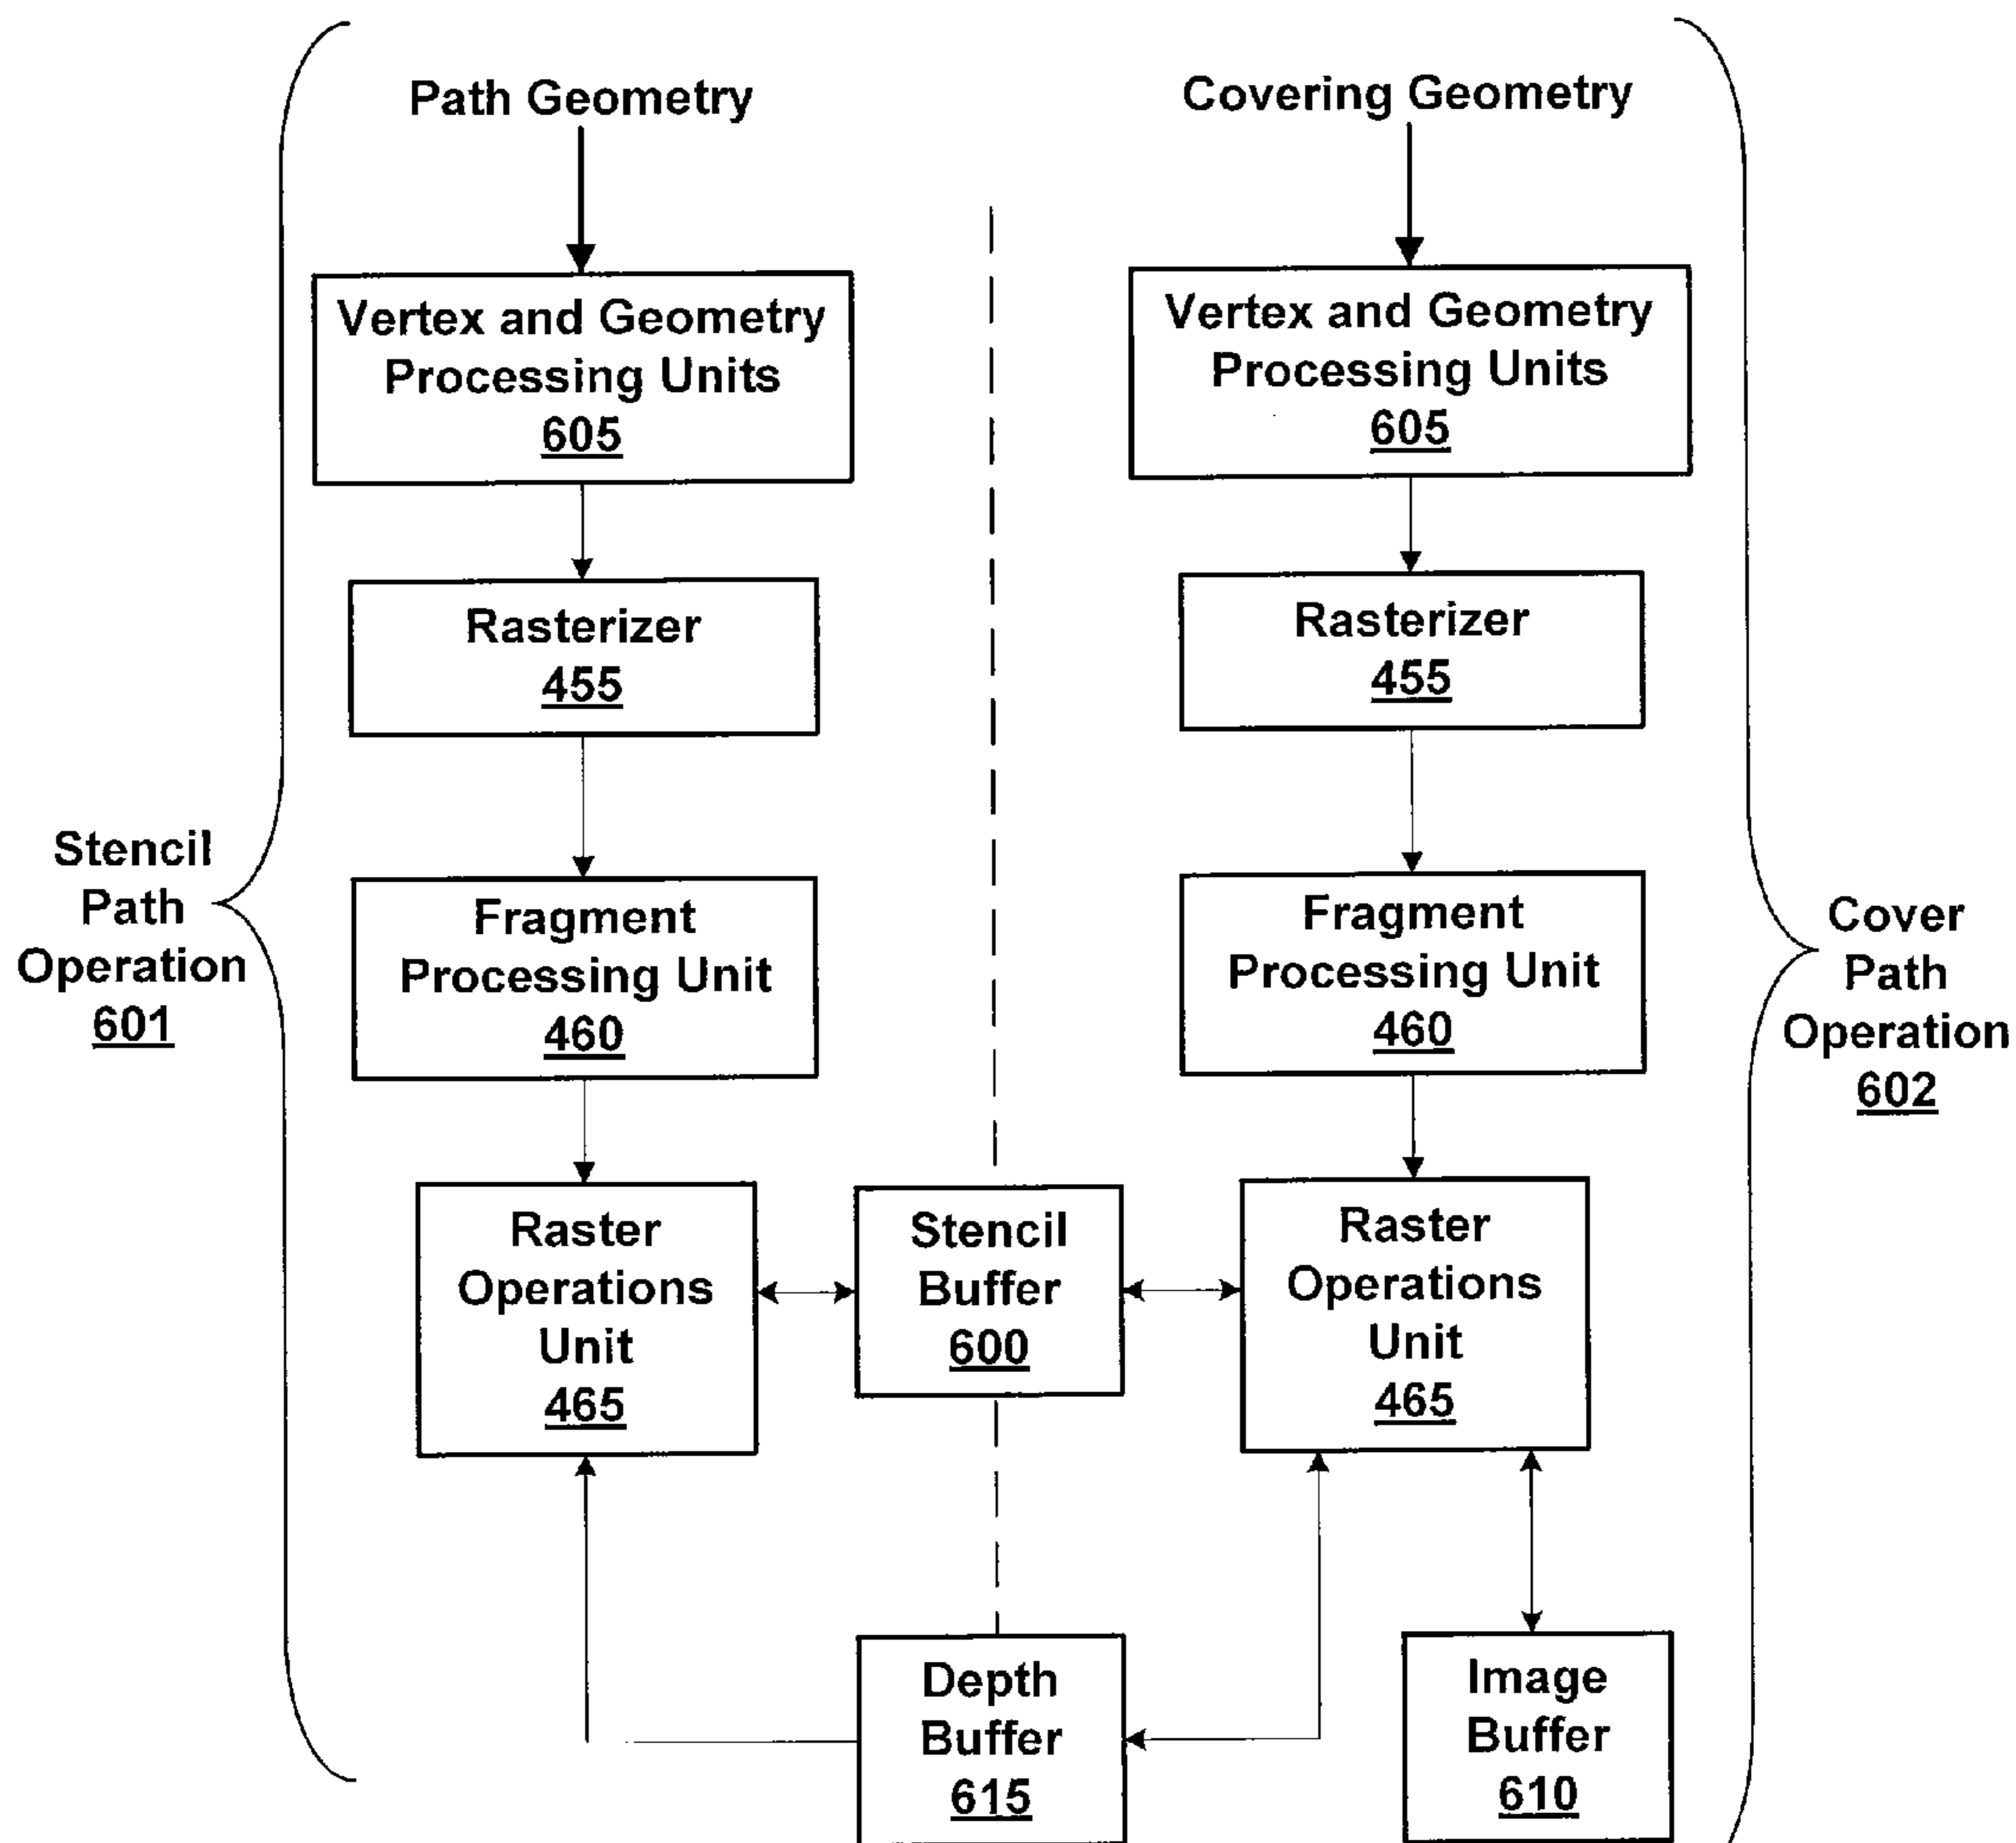 Path Geometry
Covering Geometry
Vertex and Geometry
Processing Units
605
Vertex and Geometry
Processing Units
605
Rasterizer
455
Rasterizer
455
Stencil
Path
Operation
601
Fragment
Processing Unit
460
Fragment
Processing Unit
460
Cover
Path
Operation
602
Raster
Operations
Unit
465
Stencil
Buffer
600
Raster
Operations
Unit
465
Depth
Buffer
615
Image
Buffer
610